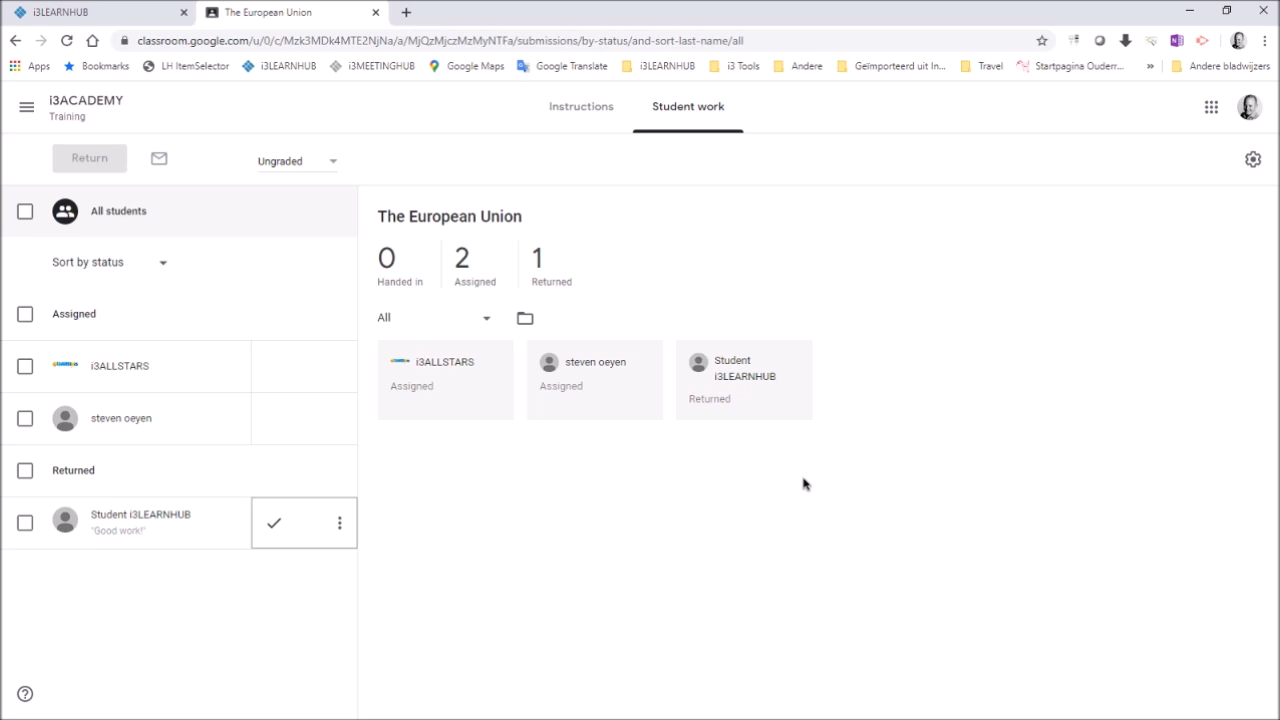 i3LEARNHUB
The European Union
classroom.google.com/u/0/c/Mzk3MDk4MTE2NjNa/a/MjQzMjczMzMyNTFa/submissions/by-status/and-sort-last-name/all
Apps Bookmarks LH ItemSelector i3LEARNHUB i3MEETINGHUB Google Maps Google Translate i3LEARNHUB i3 Tools Andere Geïmporteerd uit In... Travel Startpagina Ouderr... » Andere bladwijzers
i3ACADEMY
Training
Instructions Student work
Return Ungraded
All students
Sort by status
Assigned
i3ALLSTARS
steven oeyen
Returned
Student i3LEARNHUB
"Good work!"
The European Union
0 2 1
Handed in Assigned Returned
All
i3ALLSTARS
Assigned
steven oeyen
Assigned
Student
i3LEARNHUB
Returned